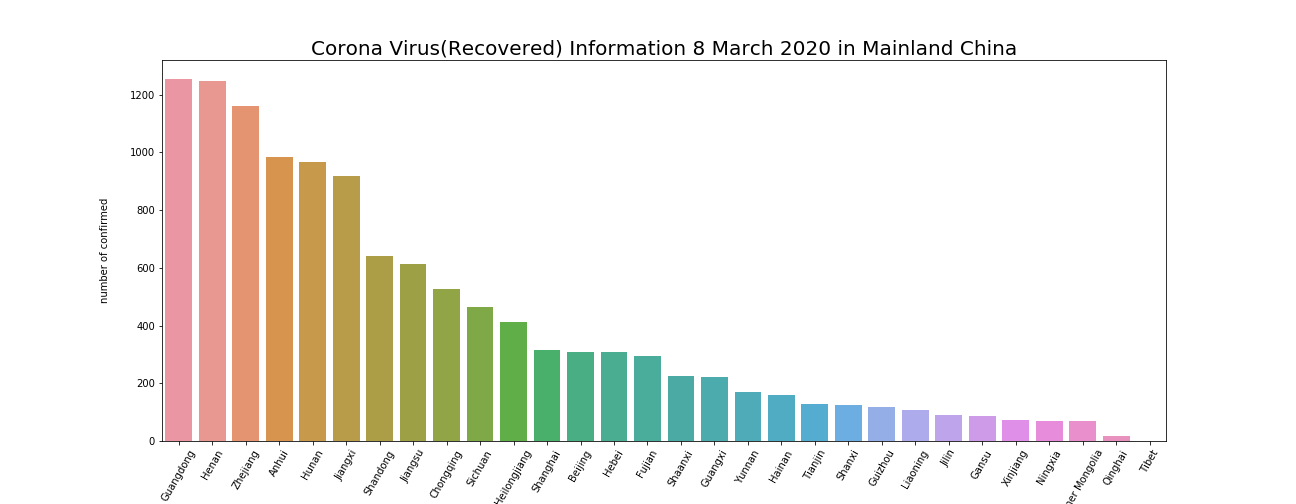 Corona Virus(Recovered) Information 8 March 2020 in Mainland China
number of confirmed
1200
1000
800
600
400
200
0
Guangdong
Henan
Zhejiang
Anhui
Hunan
Jiangxi
Shandong
Jiangsu
Chongqing
Sichuan
Heilongjiang
Shanghai
Beijing
Hebei
Fujian
Shaanxi
Guangxi
Yunnan
Hainan
Tianjin
Shanxi
Guizhou
Liaoning
Jilin
Gansu
Xinjiang
Ningxia
Mongolia
Qinghai
Tibet